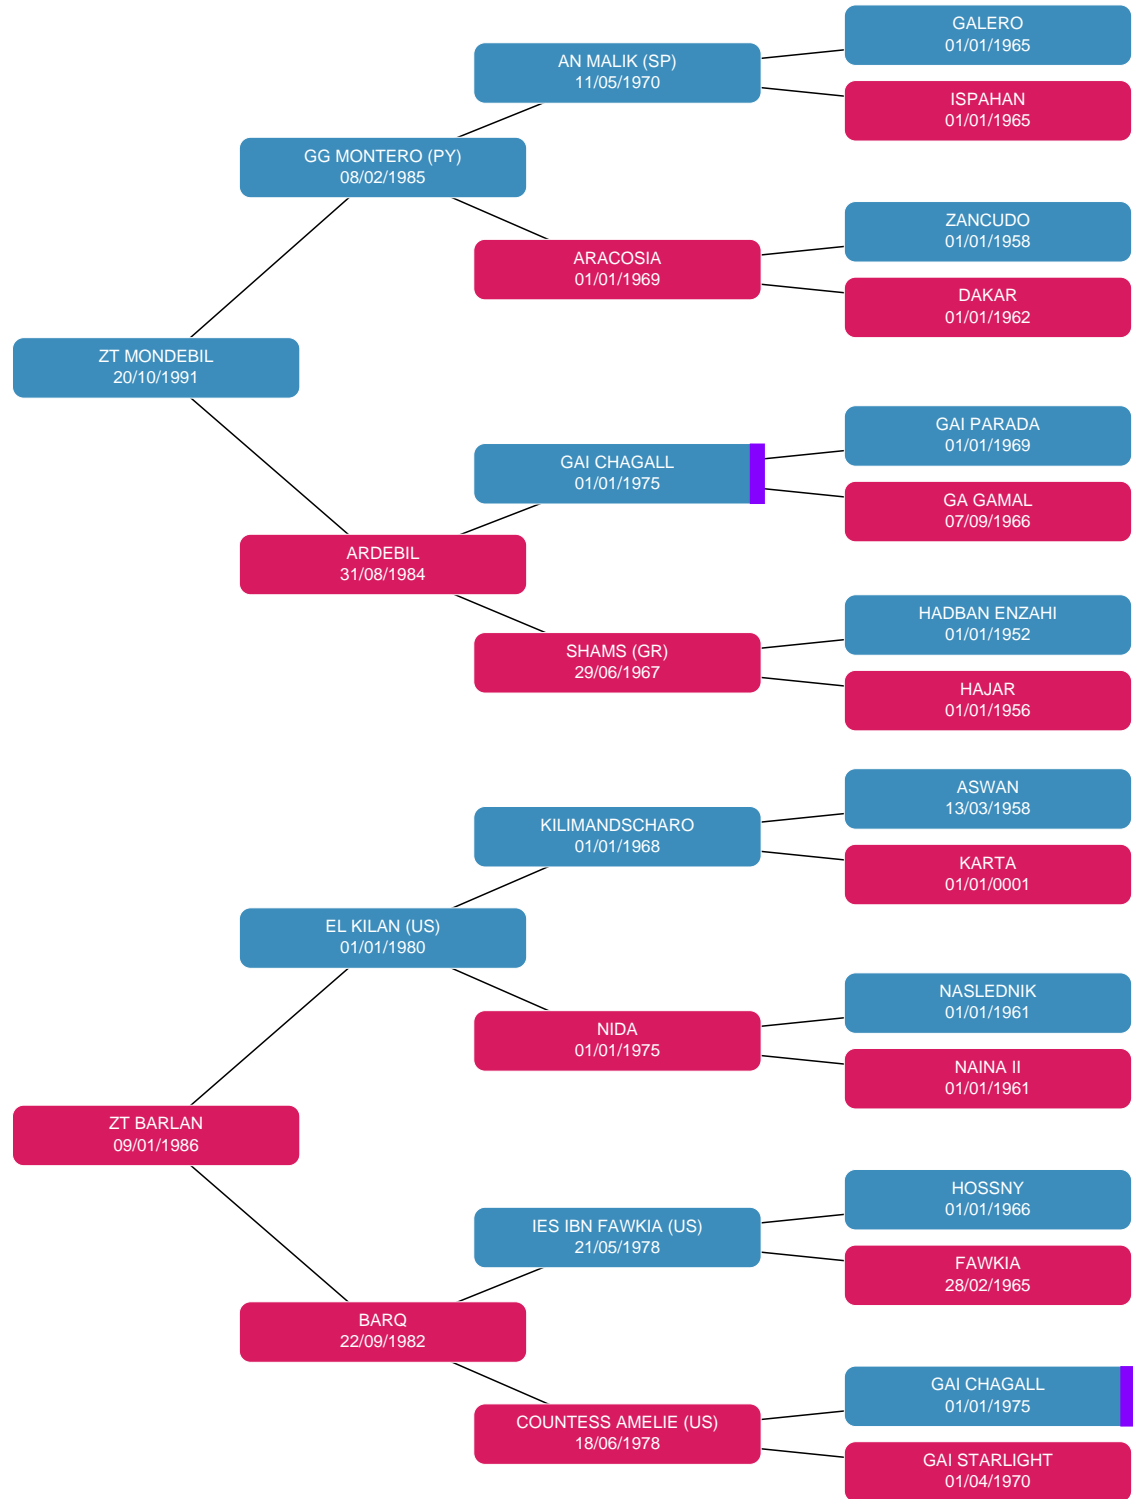 GALERO
01/01/1965
AN MALIK (SP)
11/05/1970
ISPAHAN
01/01/1965
GG MONTERO (PY)
08/02/1985
ZANCUDO
01/01/1958
ARACOSIA
01/01/1969
DAKAR
01/01/1962
ZT MONDEBIL
20/10/1991
GAI PARADA
01/01/1969
GAI CHAGALL
01/01/1975
GA GAMAL
07/09/1966
ARDEBIL
31/08/1984
HADBAN ENZAHI
01/01/1952
SHAMS (GR)
29/06/1967
HAJAR
01/01/1956
ASWAN
13/03/1958
KILIMANDSCHARO
01/01/1968
KARTA
01/01/0001
EL KILAN (US)
01/01/1980
NASLEDNIK
01/01/1961
NIDA
01/01/1975
NAINA II
01/01/1961
ZT BARLAN
09/01/1986
HOSSNY
01/01/1966
IES IBN FAWKIA (US)
21/05/1978
FAWKIA
28/02/1965
BARQ
22/09/1982
GAI CHAGALL
01/01/1975
COUNTESS AMELIE (US)
18/06/1978
GAI STARLIGHT
01/04/1970